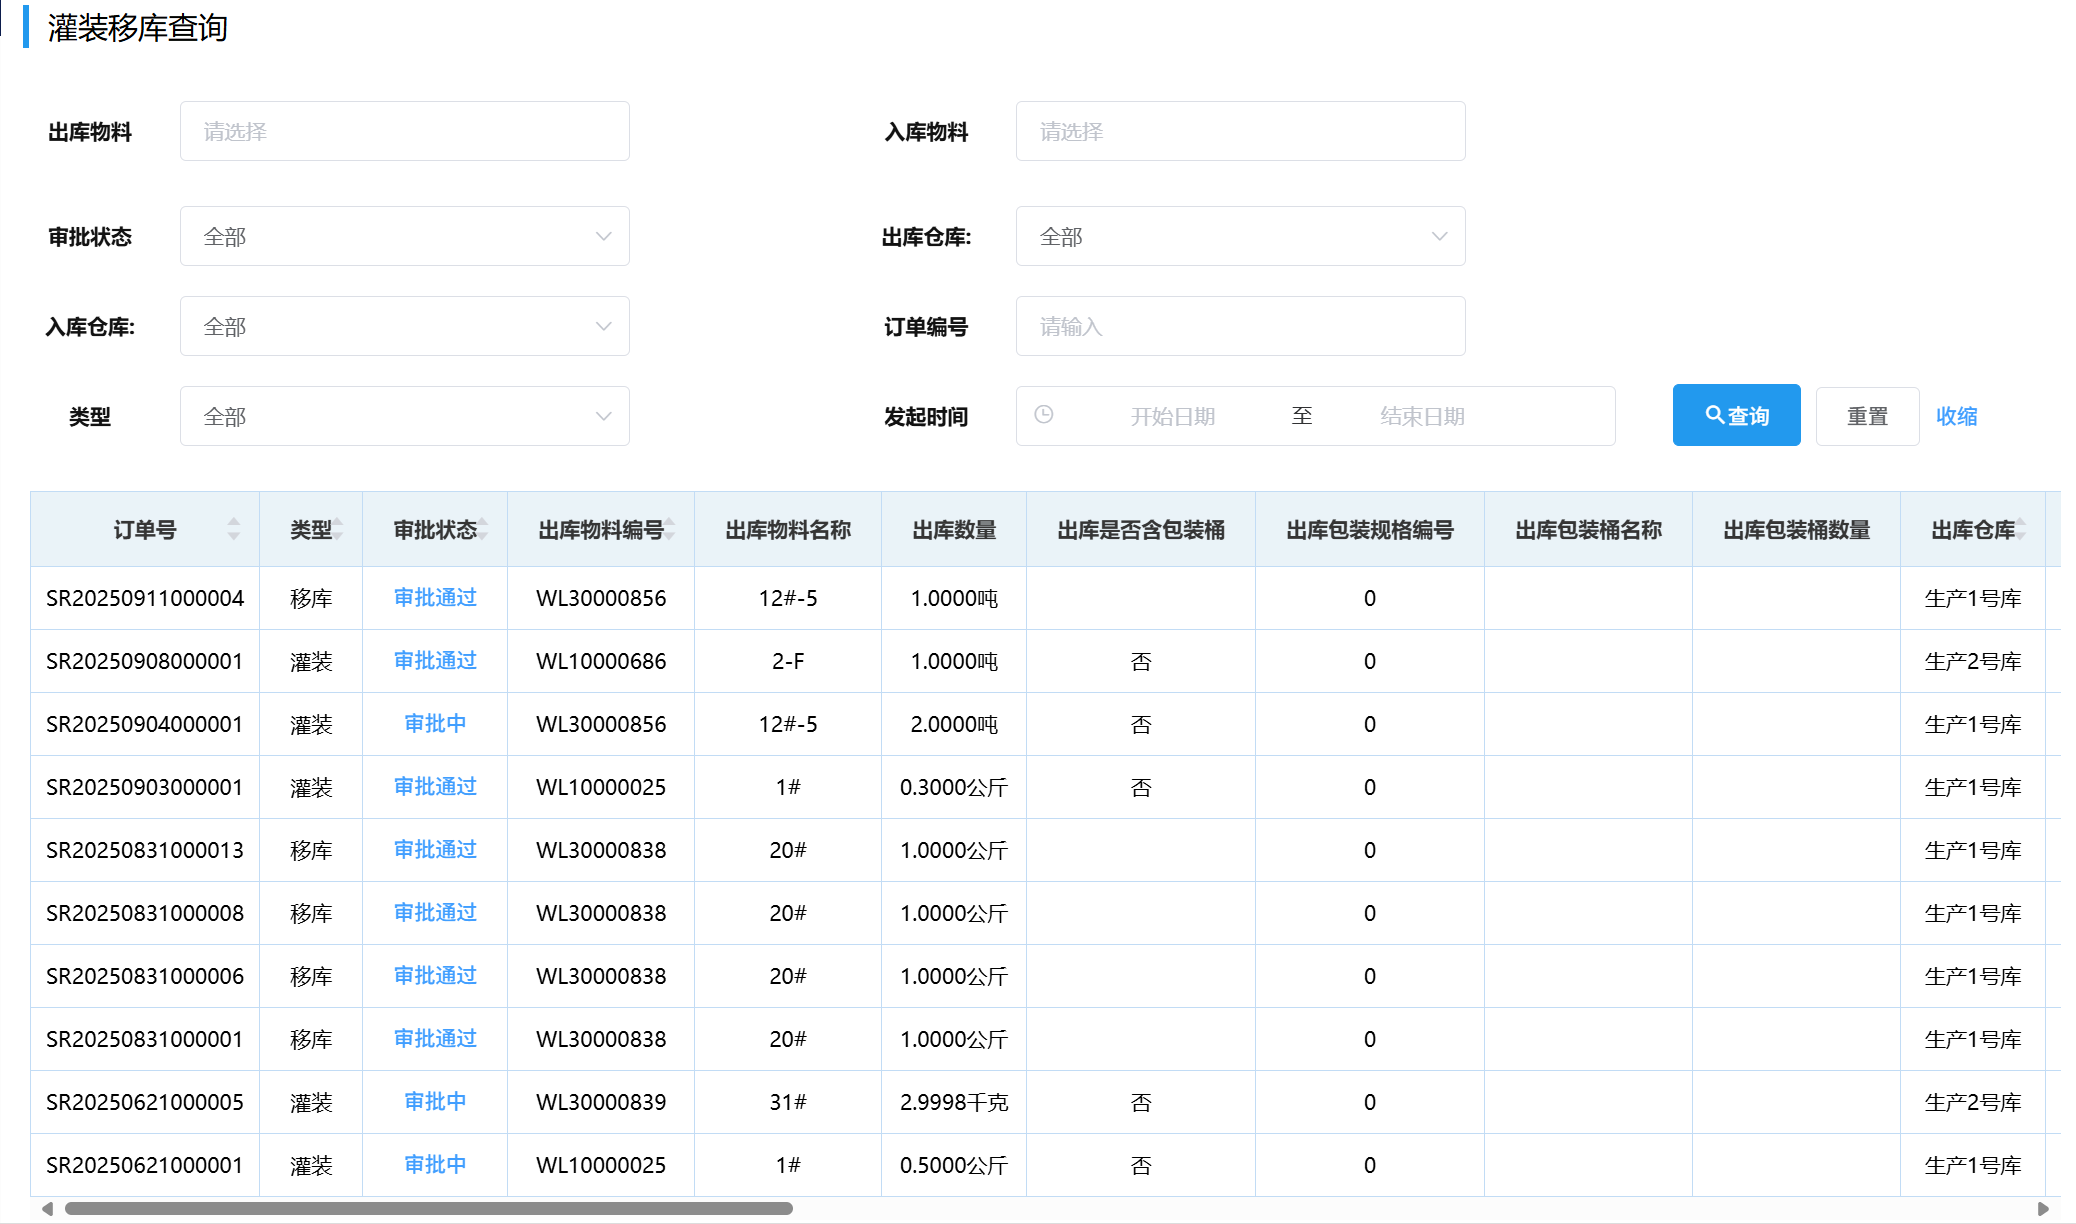 灌装移库查询
出库物料 请选择 入库物料 请选择
审批状态 全部 出库仓库: 全部
入库仓库: 全部 订单编号 请输入
类型 全部 发起时间 开始日期 至 结束日期 查询 重置 收缩
订单号 类型 审批状态 出库物料编号 出库物料名称 出库数量 出库是否含包装桶 出库包装规格编号 出库包装桶名称 出库包装桶数量 出库仓库
SR20250911000004 移库 审批通过 WL30000856 12#-5 1.0000吨 0 生产1号库
SR20250908000001 灌装 审批通过 WL10000686 2-F 1.0000吨 否 0 生产2号库
SR20250904000001 灌装 审批中 WL30000856 12#-5 2.0000吨 否 0 生产1号库
SR20250903000001 灌装 审批通过 WL10000025 1# 0.3000公斤 否 0 生产1号库
SR20250831000013 移库 审批通过 WL30000838 20# 1.0000公斤 0 生产1号库
SR20250831000008 移库 审批通过 WL30000838 20# 1.0000公斤 0 生产1号库
SR20250831000006 移库 审批通过 WL30000838 20# 1.0000公斤 0 生产1号库
SR20250831000001 移库 审批通过 WL30000838 20# 1.0000公斤 0 生产1号库
SR20250621000005 灌装 审批中 WL30000839 31# 2.9998千克 否 0 生产2号库
SR20250621000001 灌装 审批中 WL10000025 1# 0.5000公斤 否 0 生产1号库